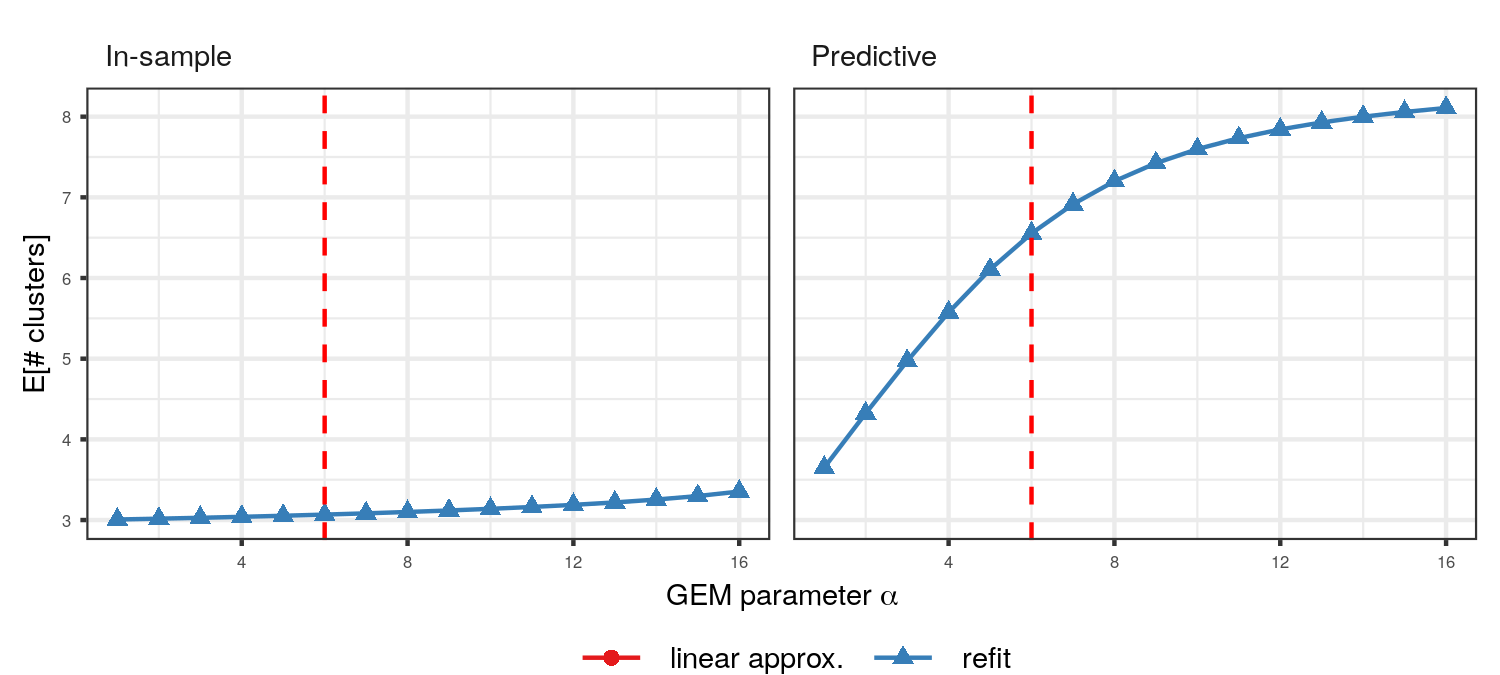 In-sample
Predictive
E[# clusters]
8
7
6
5
4
3
4 8 12 16
4 8 12 16
GEM parameter α
linear approx. refit